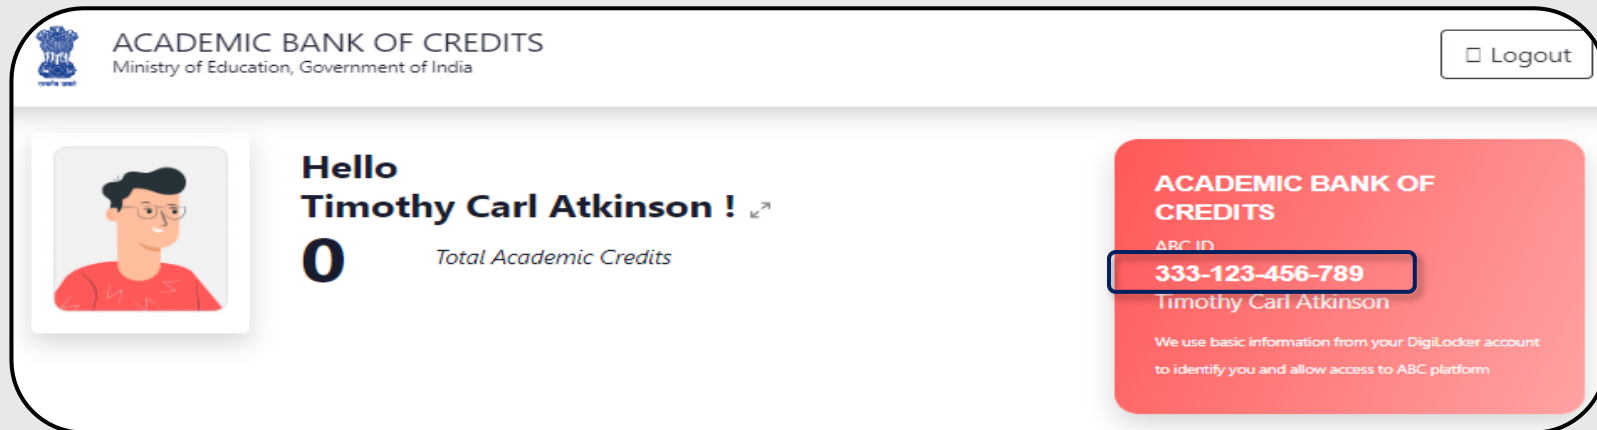 ACADEMIC BANK OF CREDITS
Ministry of Education, Government of India
Logout
Hello
Timothy Carl Atkinson !
0 Total Academic Credits
ACADEMIC BANK OF
CREDITS
ABC ID
333-123-456-789
Timothy Carl Atkinson
We use basic information from your DigiLocker account
to identify you and allow access to ABC platform